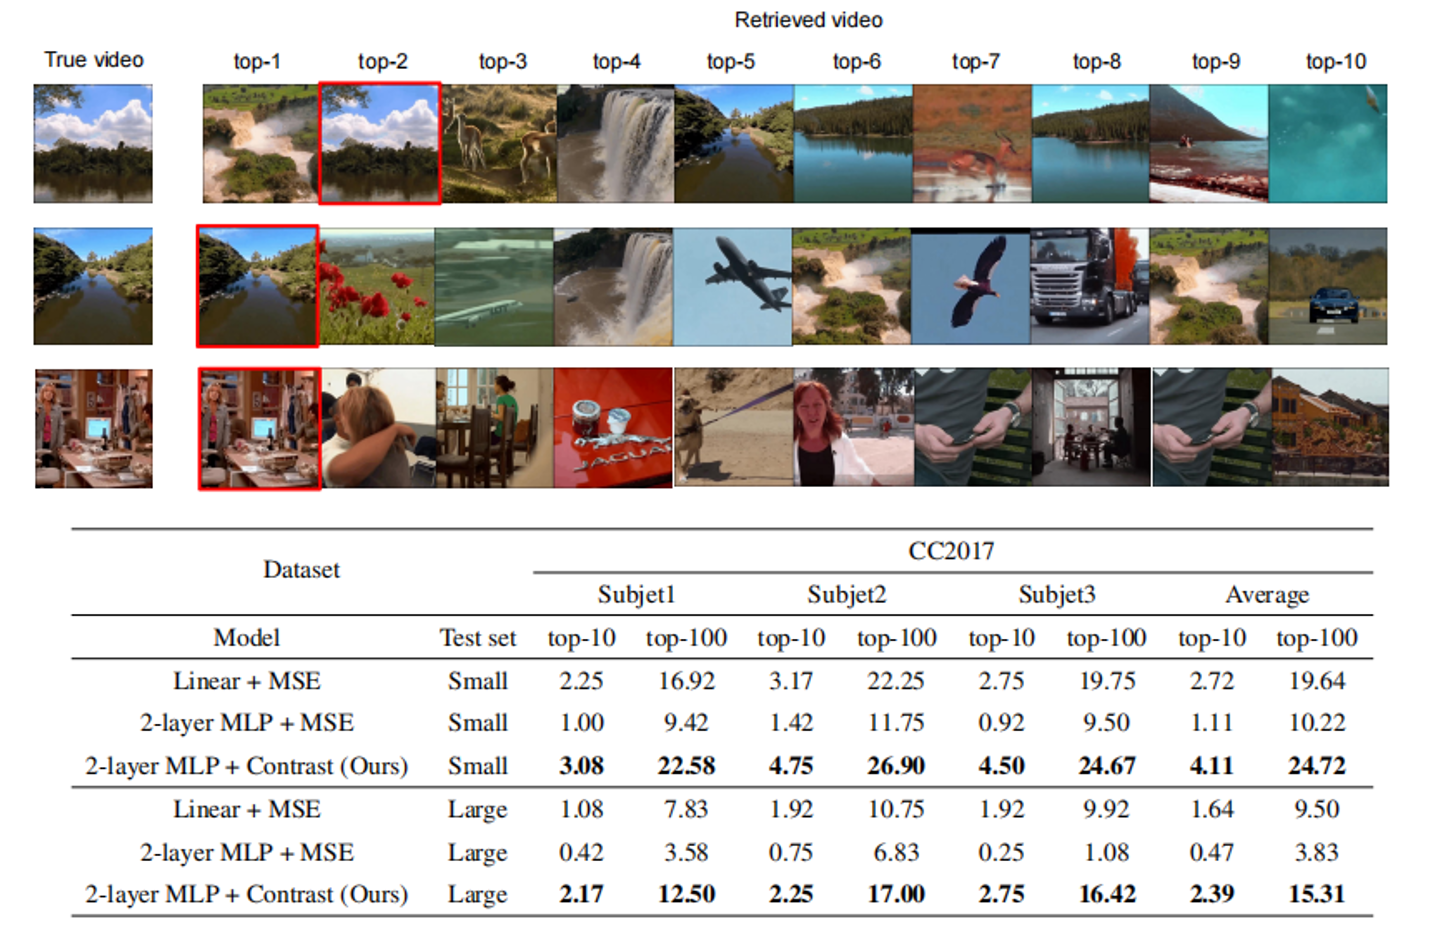 Retrieved video
True video top-1 top-2 top-3 top-4 top-5 top-6 top-7 top-8 top-9 top-10
JAGUAR
CC2017
Dataset
Subjet1 Subjet2 Subjet3 Average
Model Test set top-10 top-100 top-10 top-100 top-10 top-100 top-10 top-100
Linear + MSE Small 2.25 16.92 3.17 22.25 2.75 19.75 2.72 19.64
2-layer MLP + MSE Small 1.00 9.42 1.42 11.75 0.92 9.50 1.11 10.22
2-layer MLP + Contrast (Ours) Small 3.08 22.58 4.75 26.90 4.50 24.67 4.11 24.72
Linear + MSE Large 1.08 7.83 1.92 10.75 1.92 9.92 1.64 9.50
2-layer MLP + MSE Large 0.42 3.58 0.75 6.83 0.25 1.08 0.47 3.83
2-layer MLP + Contrast (Ours) Large 2.17 12.50 2.25 17.00 2.75 16.42 2.39 15.31